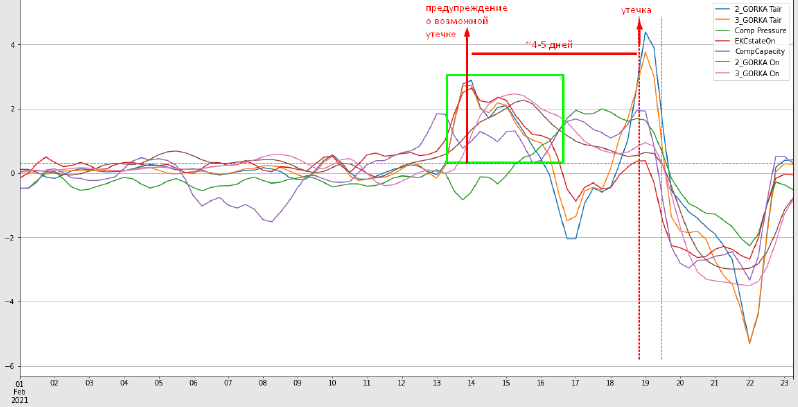 предупреждение
о возможной
утечке
утечка
~4-5 дней
2_GORKA Tair
3_GORKA Tair
Comp Pressure
EKCstateOn
CompCapacity
2_GORKA On
3_GORKA On
4
2
0
−2
−4
−6
01 02 03 04 05 06 07 08 09 10 11 12 13 14 15 16 17 18 19 20 21 22 23
Feb
2021